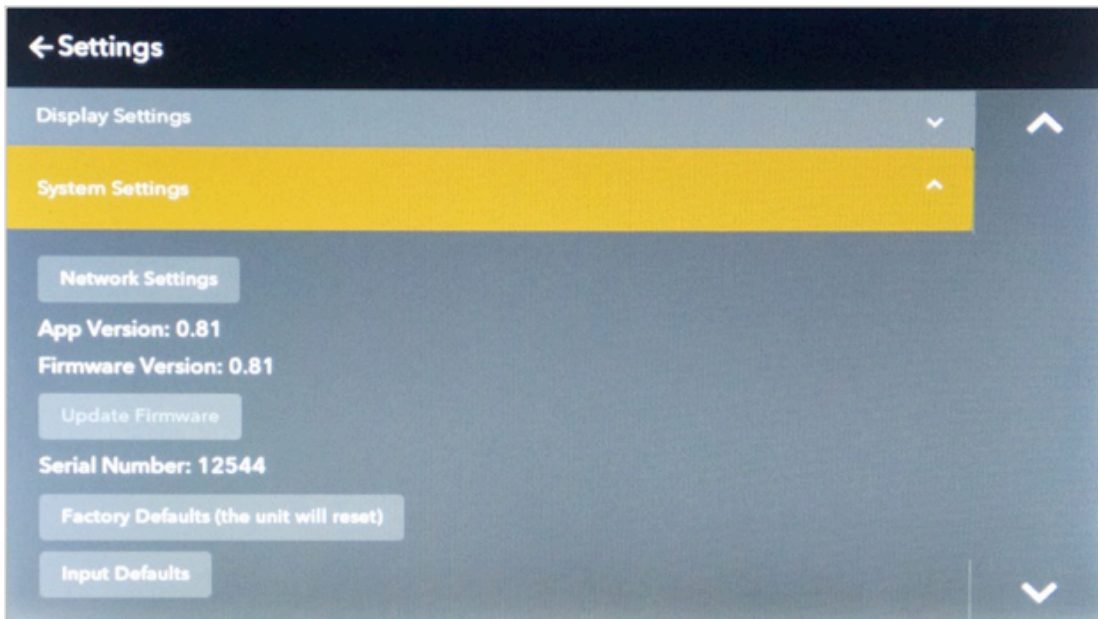 Settings
Display Settings
System Settings
Network Settings
App Version: 0.81
Firmware Version: 0.81
Update Firmware
Serial Number: 12544
Factory Defaults (the unit will reset)
Input Defaults